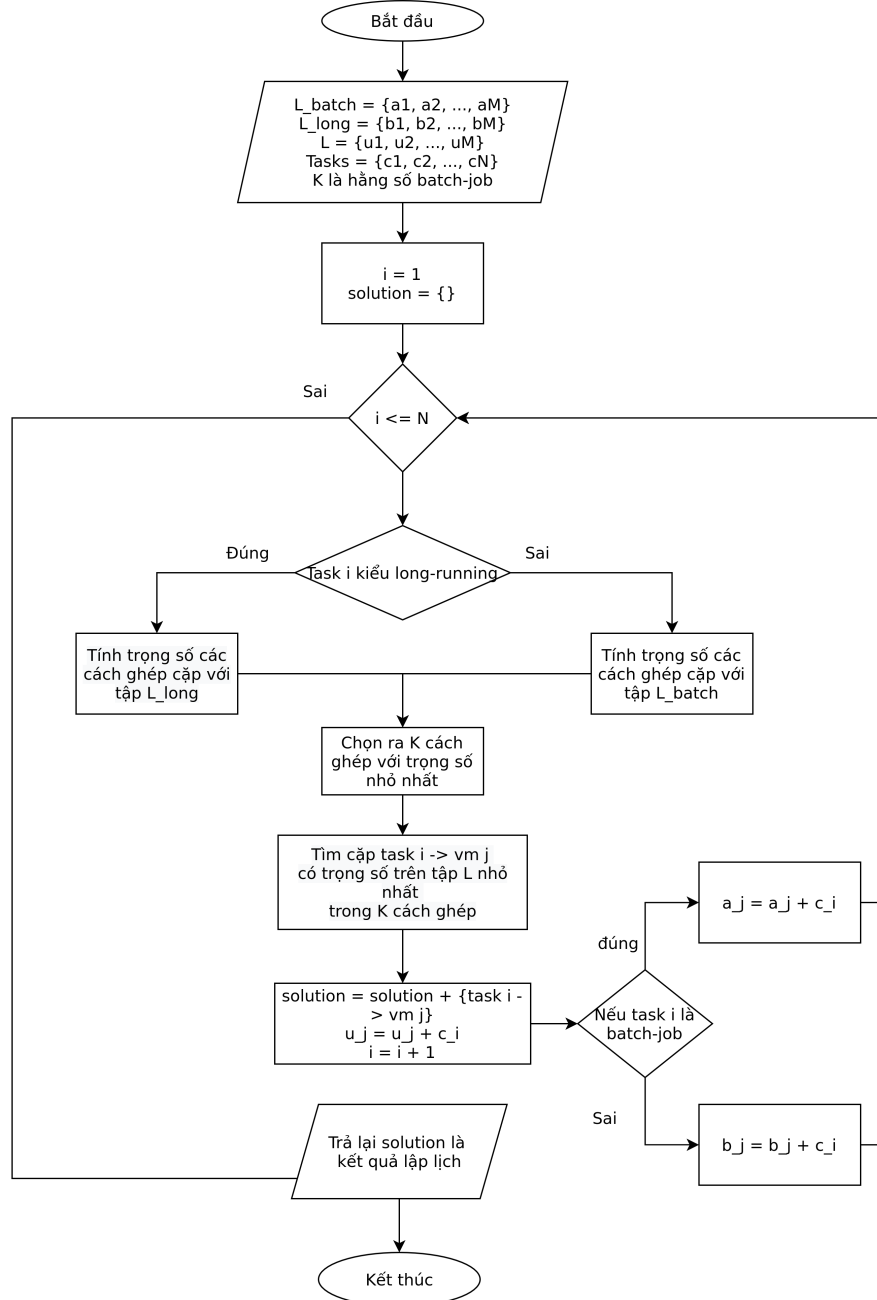 Bắt đầu
L_batch = {a1, a2, ..., aM}
L_long = {b1, b2, ..., bM}
L = {u1, u2, ..., uM}
Tasks = {c1, c2, ..., cN}
K là hằng số batch-job
i = 1
solution = {}
Sai
i <= N
Đúng
Task i kiểu long-running
Sai
Tính trọng số các
cách ghép cặp với
tập L_long
Tính trọng số các
cách ghép cặp với
tập L_batch
Chọn ra K cách
ghép với trọng số
nhỏ nhất
Tìm cặp task i -> vm j
có trọng số trên tập L nhỏ
nhất
trong K cách ghép
solution = solution + {task i -
> vm j}
u_j = u_j + c_i
i = i + 1
Nếu task i là
batch-job
đúng
a_j = a_j + c_i
Sai
b_j = b_j + c_i
Trả lại solution là
kết quả lập lịch
Kết thúc